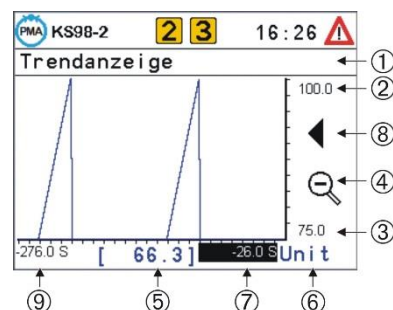 PMA KS98-2 2 3 16:26
Trendanzeige ①
100.0 ②
⑧
④
75.0 ③
-276.0 S [ 66.3] -26.0 S Unit
⑨ ⑤ ⑦ ⑥